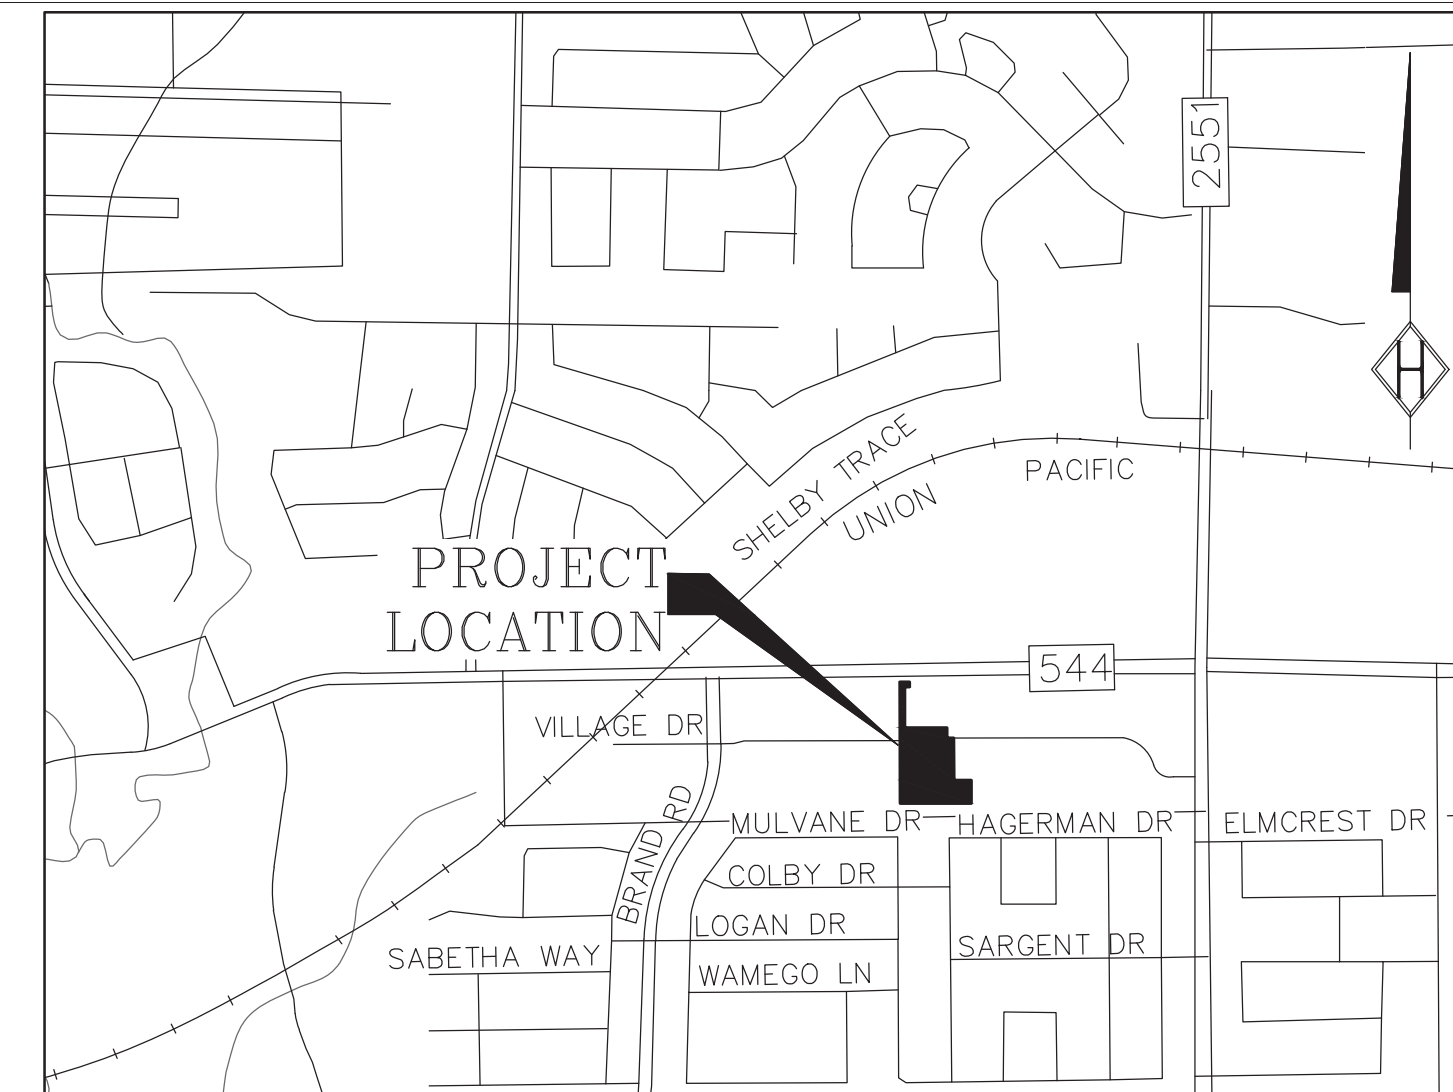 2551
H
SHELBY TRACE
UNION
PACIFIC
PROJECT
LOCATION
544
VILLAGE DR
BRAND RD
MULVANE DR
HAGERMAN DR
ELMCREST DR
COLBY DR
LOGAN DR
SARGENT DR
SABETHA WAY
WAMEGO LN